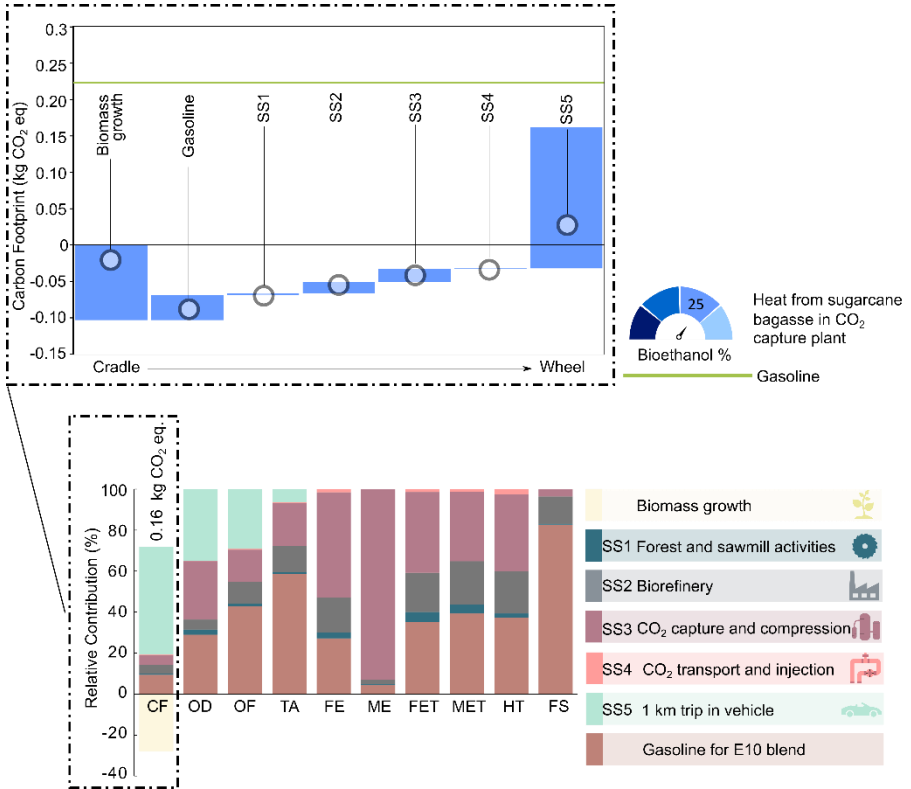 0.3
0.25
0.20
0.15
0.10
0.05
0
-0.05
-0.10
-0.15
Carbon Footprint (kg CO₂ eq)
Biomass
growth
Gasoline
SS1
SS2
SS3
SS4
SS5
Cradle
Wheel
25
Bioethanol %
Heat from sugarcane
bagasse in CO₂
capture plant
Gasoline
0.16 kg CO₂ eq.
Relative Contribution (%)
100
80
60
40
20
0
-20
-40
CF
OD
OF
TA
FE
ME
FET
MET
HT
FS
Biomass growth
SS1 Forest and sawmill activities
SS2 Biorefinery
SS3 CO₂ capture and compression
SS4 CO₂ transport and injection
SS5 1 km trip in vehicle
Gasoline for E10 blend